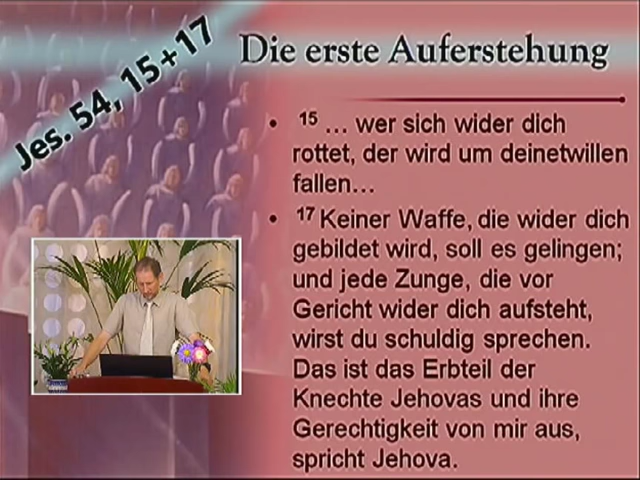 Jes. 54, 15+17
Die erste Auferstehung
• 15 … wer sich wider dich
rottet, der wird um deinetwillen
fallen…
• 17 Keiner Waffe, die wider dich
gebildet wird, soll es gelingen;
und jede Zunge, die vor
Gericht wider dich aufsteht,
wirst du schuldig sprechen.
Das ist das Erbteil der
Knechte Jehovas und ihre
Gerechtigkeit von mir aus,
spricht Jehova.